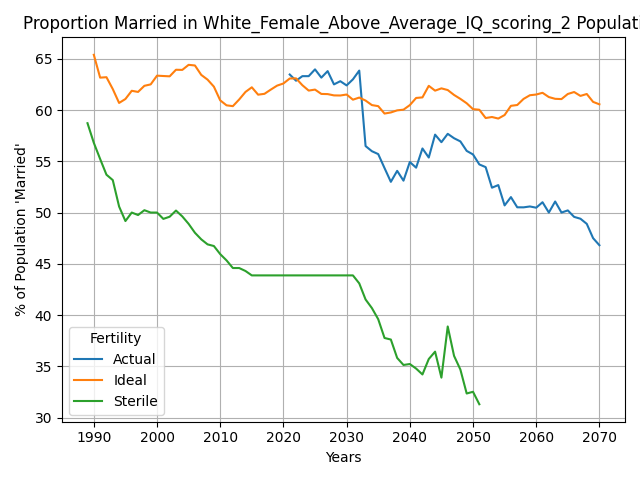 Proportion Married in White_Female_Above_Average_IQ_scoring_2 Populati
% of Population 'Married'
65
60
55
50
45
40
35
30
Fertility
Actual
Ideal
Sterile
1990 2000 2010 2020 2030 2040 2050 2060 2070
Years